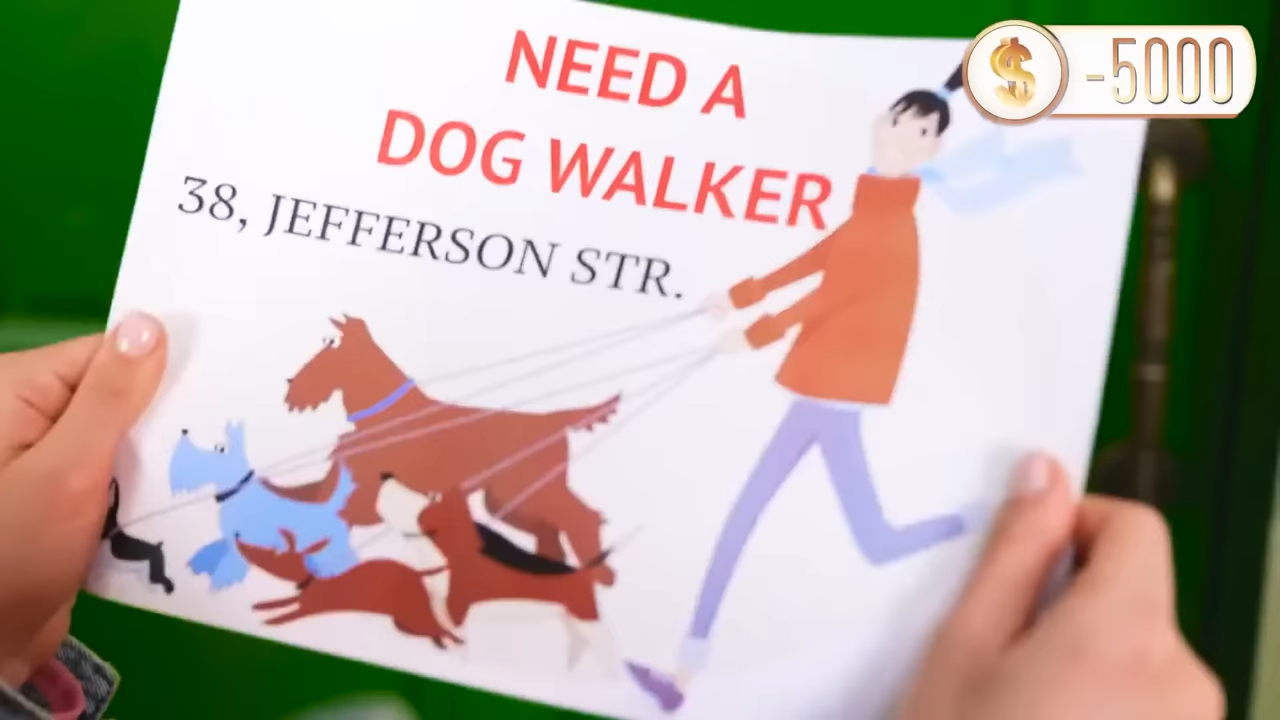 NEED A
DOG WALKER
38, JEFFERSON STR.
$ -5000